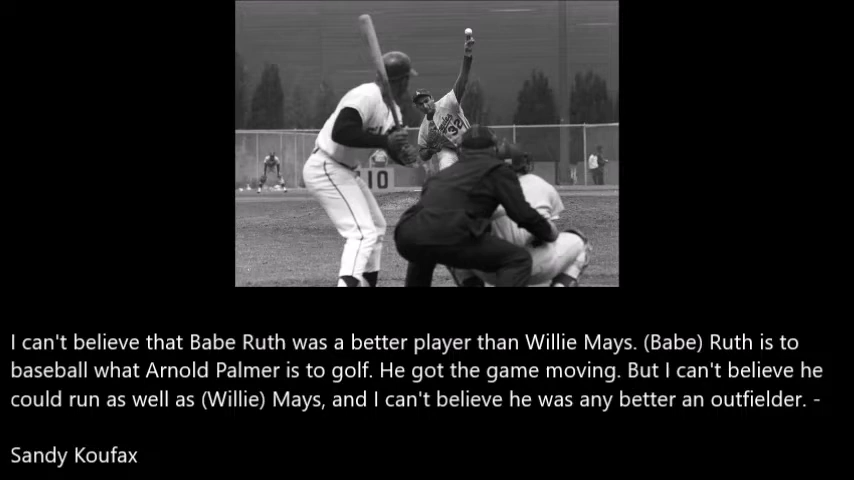 32
10
I can't believe that Babe Ruth was a better player than Willie Mays. (Babe) Ruth is to
baseball what Arnold Palmer is to golf. He got the game moving. But I can't believe he
could run as well as (Willie) Mays, and I can't believe he was any better an outfielder. -
Sandy Koufax